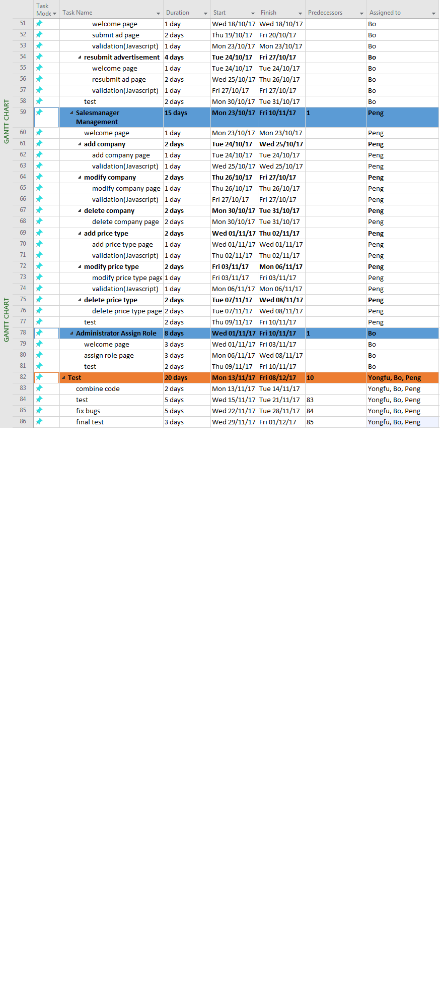 Task Mode Task Name Duration Start Finish Predecessors Assigned to
51 welcome page 1 day Wed 18/10/17 Wed 18/10/17 Bo
52 submit ad page 2 days Thu 19/10/17 Fri 20/10/17 Bo
53 validation(Javascript) 1 day Mon 23/10/17 Mon 23/10/17 Bo
54 resubmit advertisement 4 days Tue 24/10/17 Fri 27/10/17 Bo
55 welcome page 1 day Tue 24/10/17 Tue 24/10/17 Bo
56 resubmit ad page 2 days Wed 25/10/17 Thu 26/10/17 Bo
57 validation(Javascript) 1 day Fri 27/10/17 Fri 27/10/17 Bo
58 test 2 days Mon 30/10/17 Tue 31/10/17 Bo
GANTT CHART
59 Salesmanager Management 15 days Mon 23/10/17 Fri 10/11/17 1 Peng
60 welcome page 1 day Mon 23/10/17 Mon 23/10/17 Peng
61 add company 2 days Tue 24/10/17 Wed 25/10/17 Peng
62 add company page 1 day Tue 24/10/17 Tue 24/10/17 Peng
63 validation(Javascript) 1 day Wed 25/10/17 Wed 25/10/17 Peng
64 modify company 2 days Thu 26/10/17 Fri 27/10/17 Peng
65 modify company page 1 day Thu 26/10/17 Thu 26/10/17 Peng
66 validation(Javascript) 1 day Fri 27/10/17 Fri 27/10/17 Peng
67 delete company 2 days Mon 30/10/17 Tue 31/10/17 Peng
68 delete company page 2 days Mon 30/10/17 Tue 31/10/17 Peng
69 add price type 2 days Wed 01/11/17 Thu 02/11/17 Peng
70 add price type page 1 day Wed 01/11/17 Wed 01/11/17 Peng
71 validation(Javascript) 1 day Thu 02/11/17 Thu 02/11/17 Peng
72 modify price type 2 days Fri 03/11/17 Mon 06/11/17 Peng
73 modify price type page 1 day Fri 03/11/17 Fri 03/11/17 Peng
74 validation(Javascript) 1 day Mon 06/11/17 Mon 06/11/17 Peng
75 delete price type 2 days Tue 07/11/17 Wed 08/11/17 Peng
76 delete price type page 2 days Tue 07/11/17 Wed 08/11/17 Peng
GANTT CHART
77 test 2 days Thu 09/11/17 Fri 10/11/17 Peng
78 Administrator Assign Role 8 days Wed 01/11/17 Fri 10/11/17 1 Bo
79 welcome page 3 days Wed 01/11/17 Fri 03/11/17 Bo
80 assign role page 3 days Mon 06/11/17 Wed 08/11/17 Bo
81 test 2 days Thu 09/11/17 Fri 10/11/17 Bo
82 Test 20 days Mon 13/11/17 Fri 08/12/17 10 Yongfu, Bo, Peng
83 combine code 2 days Mon 13/11/17 Tue 14/11/17 Yongfu, Bo, Peng
84 test 5 days Wed 15/11/17 Tue 21/11/17 83 Yongfu, Bo, Peng
85 fix bugs 5 days Wed 22/11/17 Tue 28/11/17 84 Yongfu, Bo, Peng
86 final test 3 days Wed 29/11/17 Fri 01/12/17 85 Yongfu, Bo, Peng